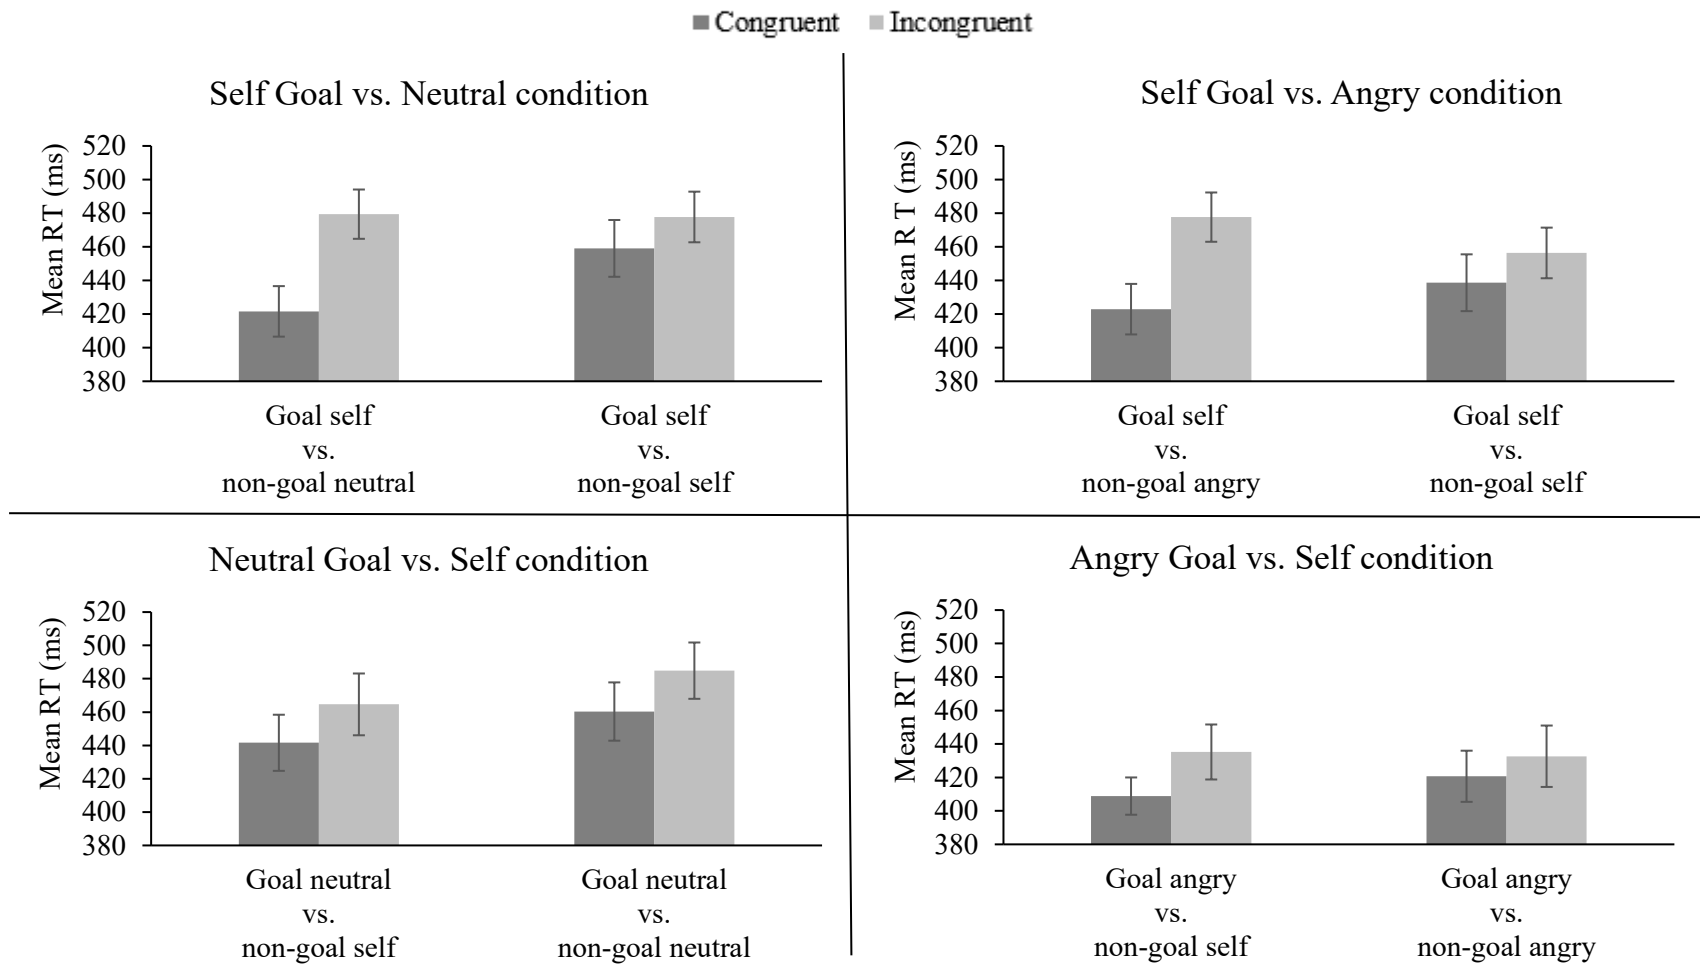 Congruent Incongruent
Self Goal vs. Neutral condition
Mean RT (ms)
520
500
480
460
440
420
400
380
Goal self
vs.
non-goal neutral
Goal self
vs.
non-goal self
Self Goal vs. Angry condition
Mean R T (ms)
520
500
480
460
440
420
400
380
Goal self
vs.
non-goal angry
Goal self
vs.
non-goal self
Neutral Goal vs. Self condition
Mean RT (ms)
520
500
480
460
440
420
400
380
Goal neutral
vs.
non-goal self
Goal neutral
vs.
non-goal neutral
Angry Goal vs. Self condition
Mean RT (ms)
520
500
480
460
440
420
400
380
Goal angry
vs.
non-goal self
Goal angry
vs.
non-goal angry